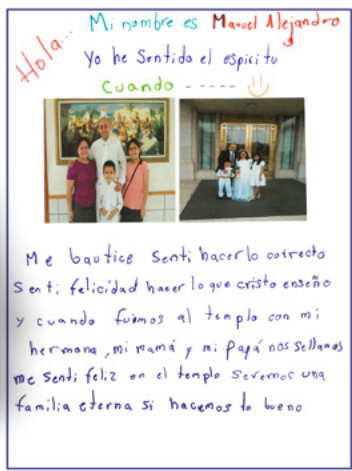 Hola... Mi nombre es Manuel Alejandro
Yo he Sentido el espiritu
Cuando - - - - -
Me bautice Senti hacerlo correcto
Senti felicidad hacer lo que cristo enseño
y cuando fuimos al templo con mi
hermana, mi mamá y mi papá nos sellamos
me Senti feliz en el templo Seremos una
familia eterna si hacemos lo bueno